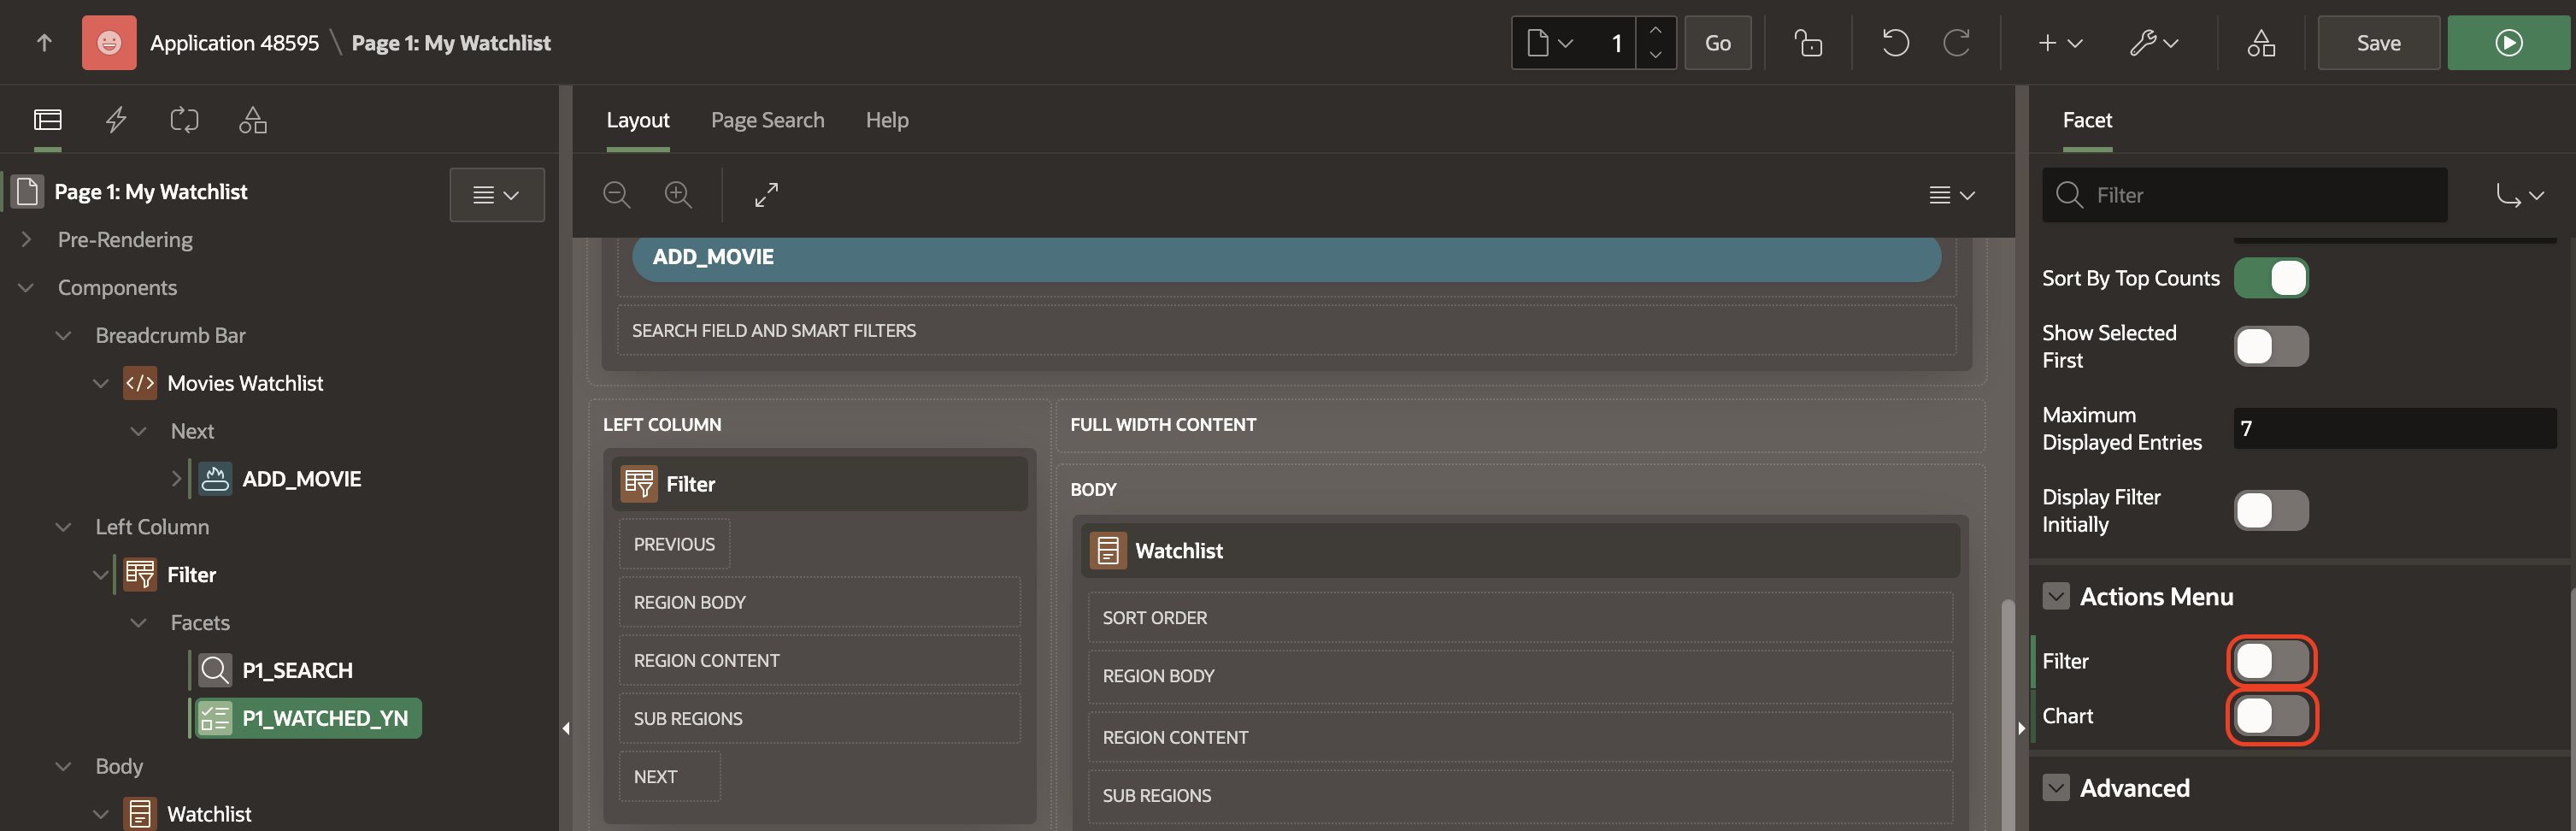 Application 48595 \ Page 1: My Watchlist
1
Go
Save
Page 1: My Watchlist
Pre-Rendering
Components
Breadcrumb Bar
Movies Watchlist
Next
ADD_MOVIE
Left Column
Filter
Facets
P1_SEARCH
P1_WATCHED_YN
Body
Watchlist
Layout
Page Search
Help
ADD_MOVIE
SEARCH FIELD AND SMART FILTERS
LEFT COLUMN
Filter
PREVIOUS
REGION BODY
REGION CONTENT
SUB REGIONS
NEXT
FULL WIDTH CONTENT
BODY
Watchlist
SORT ORDER
REGION BODY
REGION CONTENT
SUB REGIONS
Facet
Filter
Sort By Top Counts
Show Selected
First
Maximum
Displayed Entries
7
Display Filter
Initially
Actions Menu
Filter
Chart
Advanced